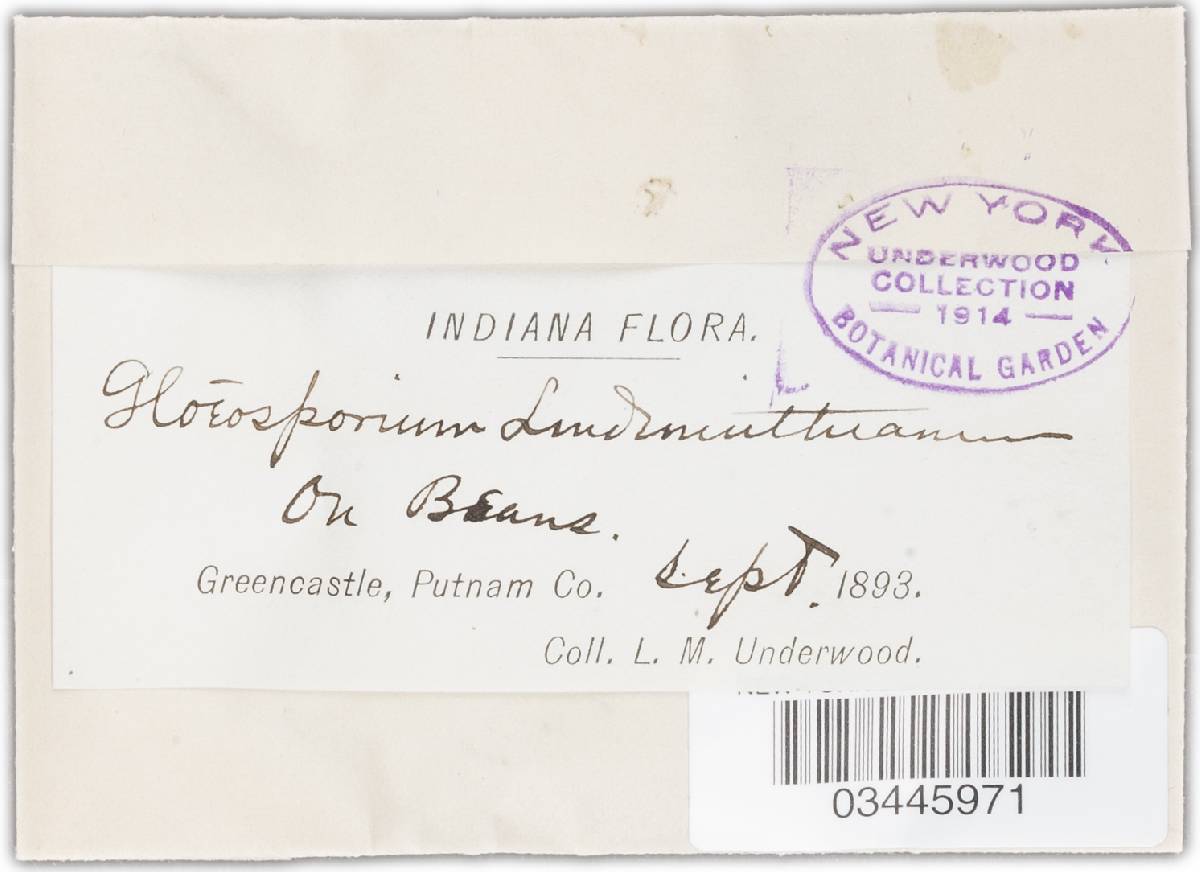 NEW YORK
UNDERWOOD
COLLECTION
1914
BOTANICAL GARDEN
INDIANA FLORA.
Gloeosporium Lindemuthianum
On Beans.
Greencastle, Putnam Co. Sept. 1893.
Coll. L. M. Underwood.
03445971